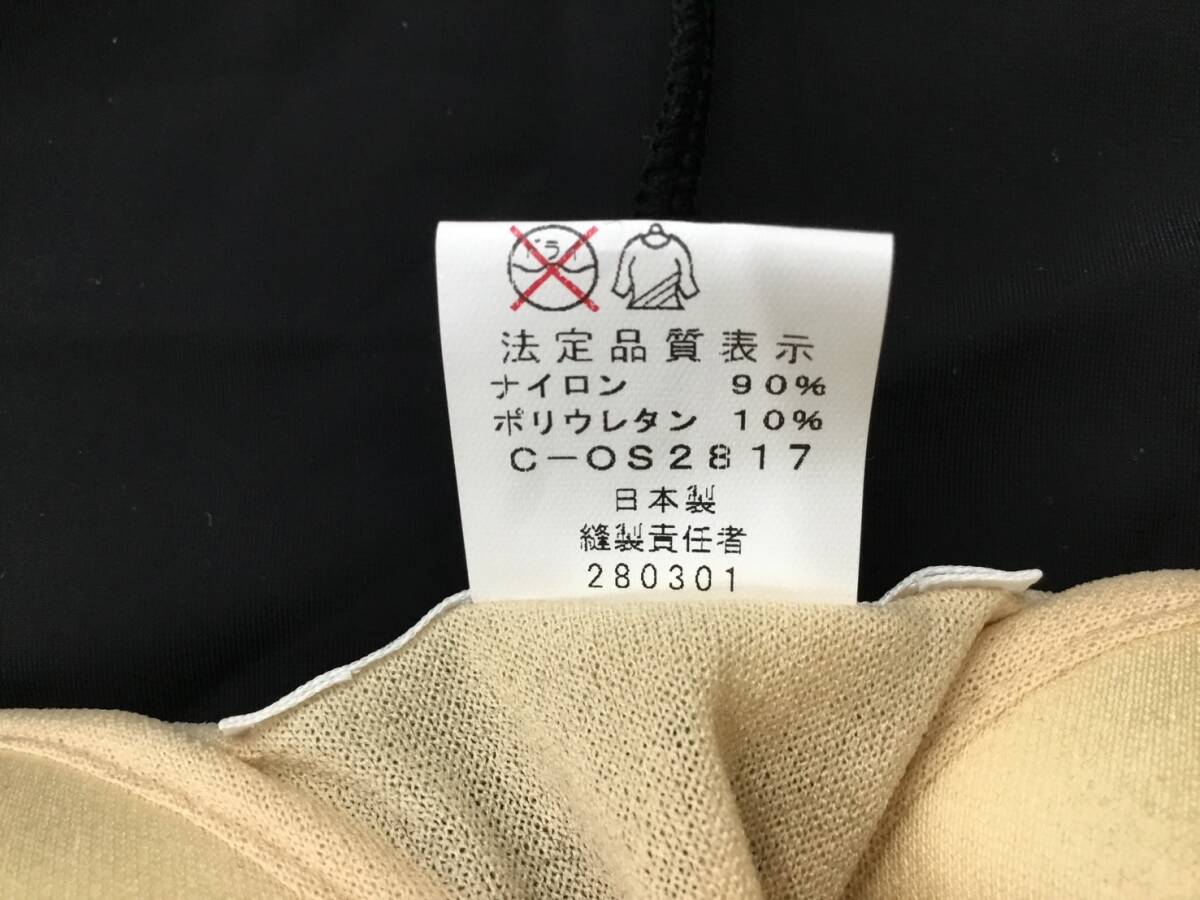 ドライ
法定品質表示
ナイロン 90%
ポリウレタン 10%
C-OS2817
日本製
縫製責任者
280301